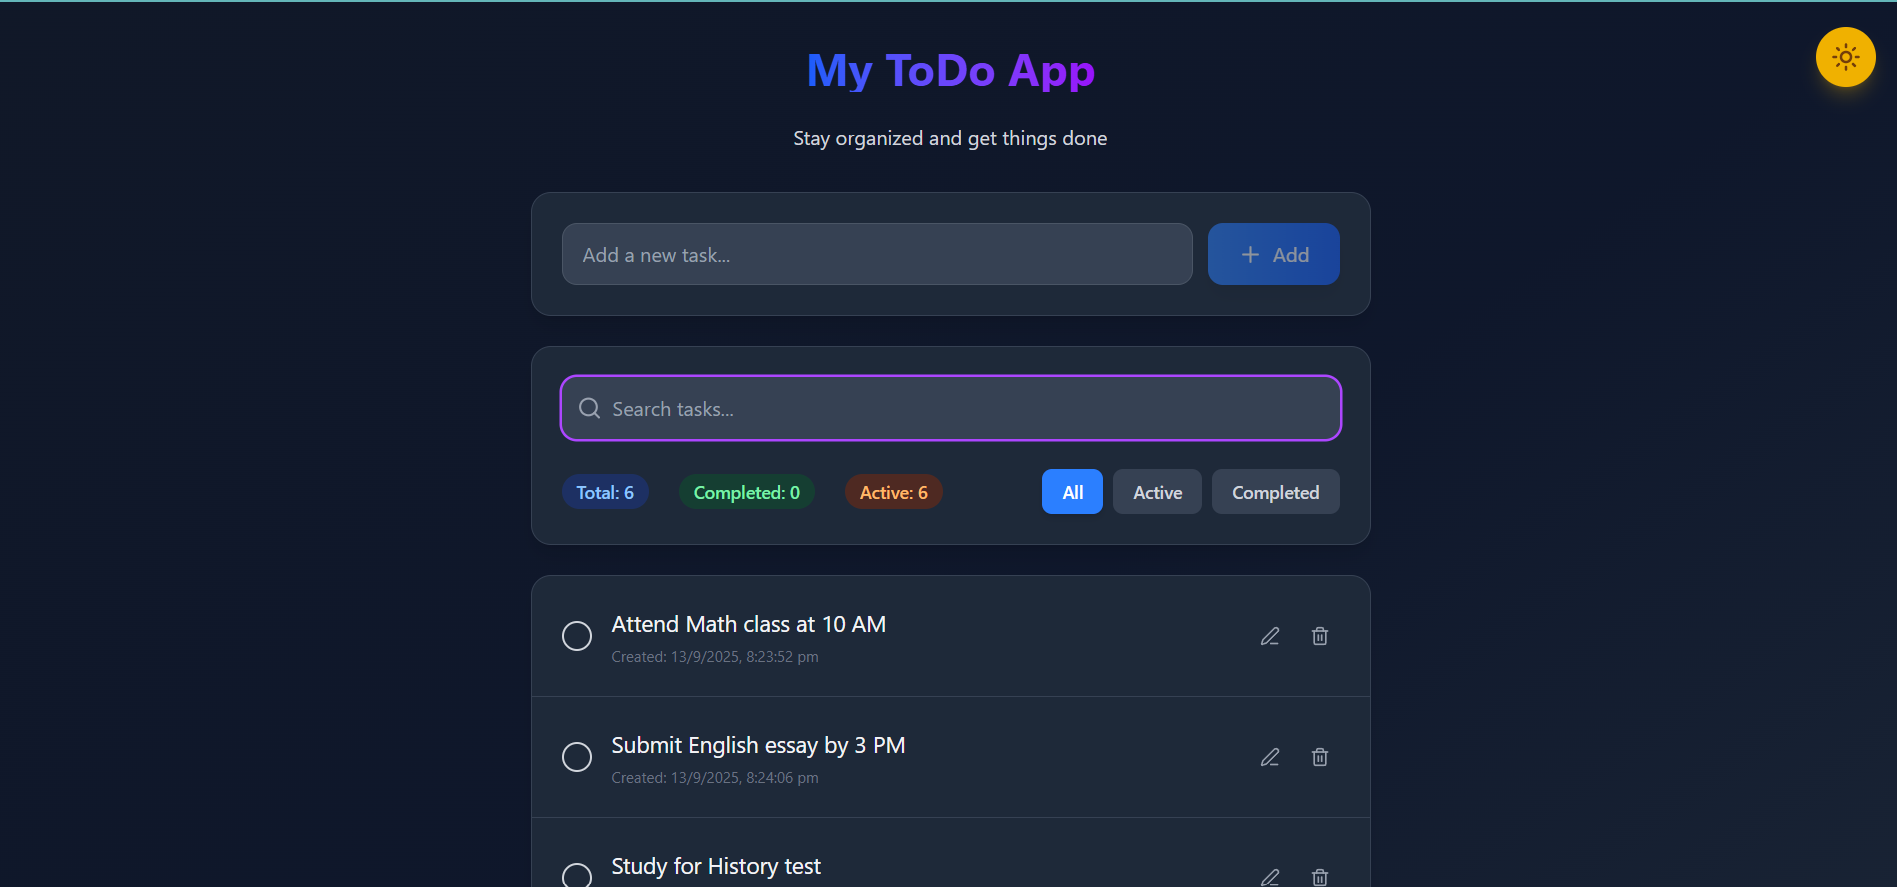 My ToDo App
Stay organized and get things done
Add a new task...
Add
Search tasks...
Total: 6 Completed: 0 Active: 6 All Active Completed
Attend Math class at 10 AM
Created: 13/9/2025, 8:23:52 pm
Submit English essay by 3 PM
Created: 13/9/2025, 8:24:06 pm
Study for History test